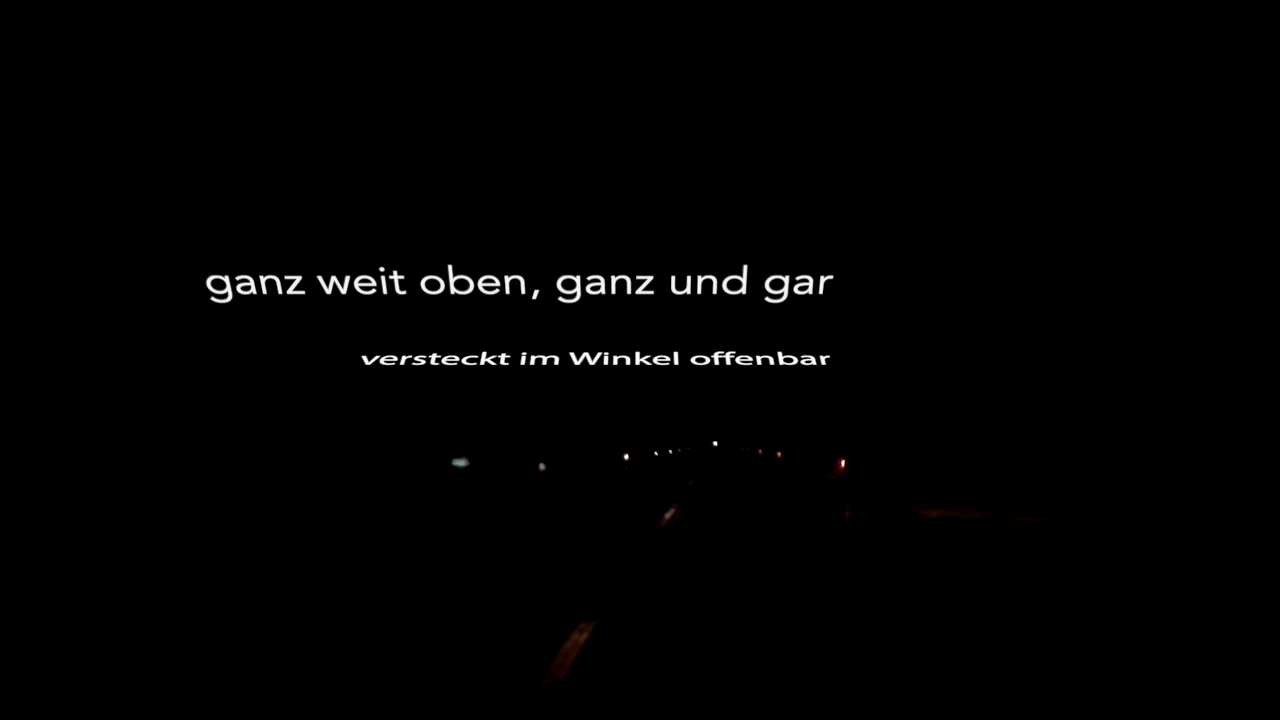 ganz weit oben, ganz und gar
versteckt im Winkel offenbar